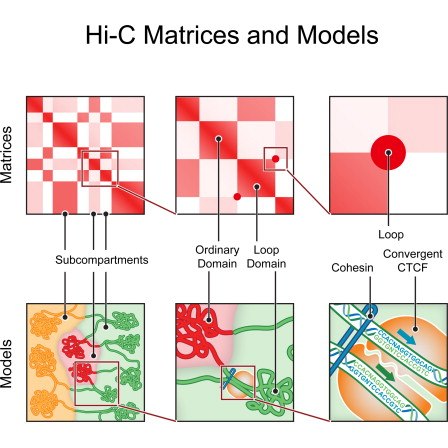 Hi-C Matrices and Models
Matrices
Loop
Subcompartments
Ordinary
Domain
Loop
Domain
Cohesin
Convergent
CTCF
Models